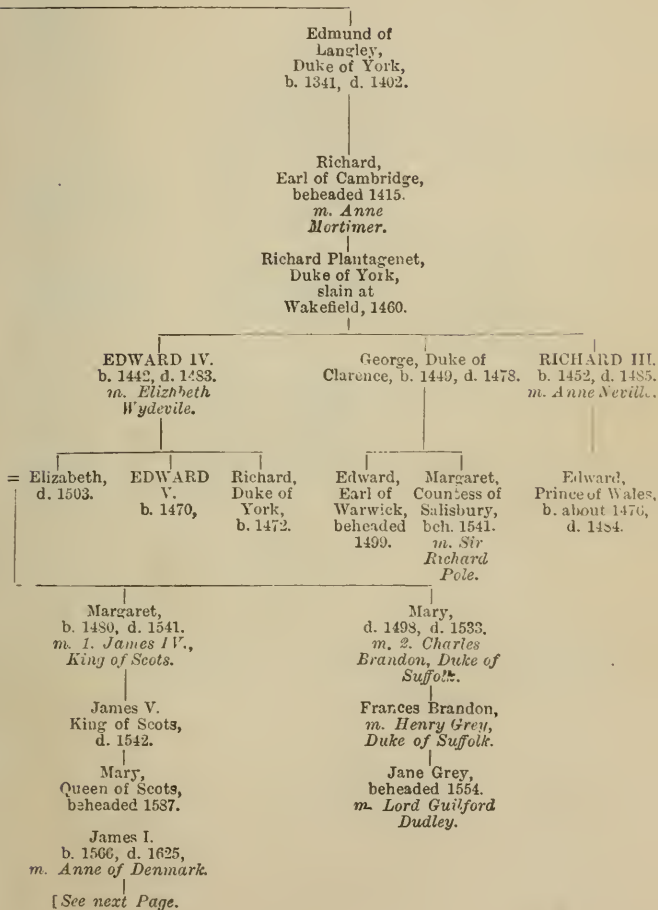 Edmund of
Langley,
Duke of York,
b. 1341, d. 1402.
Richard,
Earl of Cambridge,
beheaded 1415.
m. Anne
Mortimer.
Richard Plantagenet,
Duke of York,
slain at
Wakefield, 1460.
EDWARD IV.
b. 1442, d. 1483.
m. Elizabeth
Wydevile.
George, Duke of
Clarence, b. 1449, d. 1478.
RICHARD III.
b. 1452, d. 1485.
m. Anne Neville.
= Elizabeth,
d. 1503.
EDWARD
V.
b. 1470,
Richard,
Duke of
York,
b. 1472.
Edward,
Earl of
Warwick,
beheaded
1499.
Margaret,
Countess of
Salisbury,
beh. 1541.
m. Sir
Richard
Pole.
Edward,
Prince of Wales,
b. about 1476,
d. 1484.
Margaret,
b. 1480, d. 1541.
m. 1. James IV.,
King of Scots.
Mary,
d. 1498, d. 1533.
m. 2. Charles
Brandon, Duke of
Suffolk.
James V.
King of Scots,
d. 1542.
Frances Brandon,
m. Henry Grey,
Duke of Suffolk.
Mary,
Queen of Scots,
beheaded 1587.
Jane Grey,
beheaded 1554.
m. Lord Guilford
Dudley.
James I.
b. 1566, d. 1625,
m. Anne of Denmark.
[See next Page.